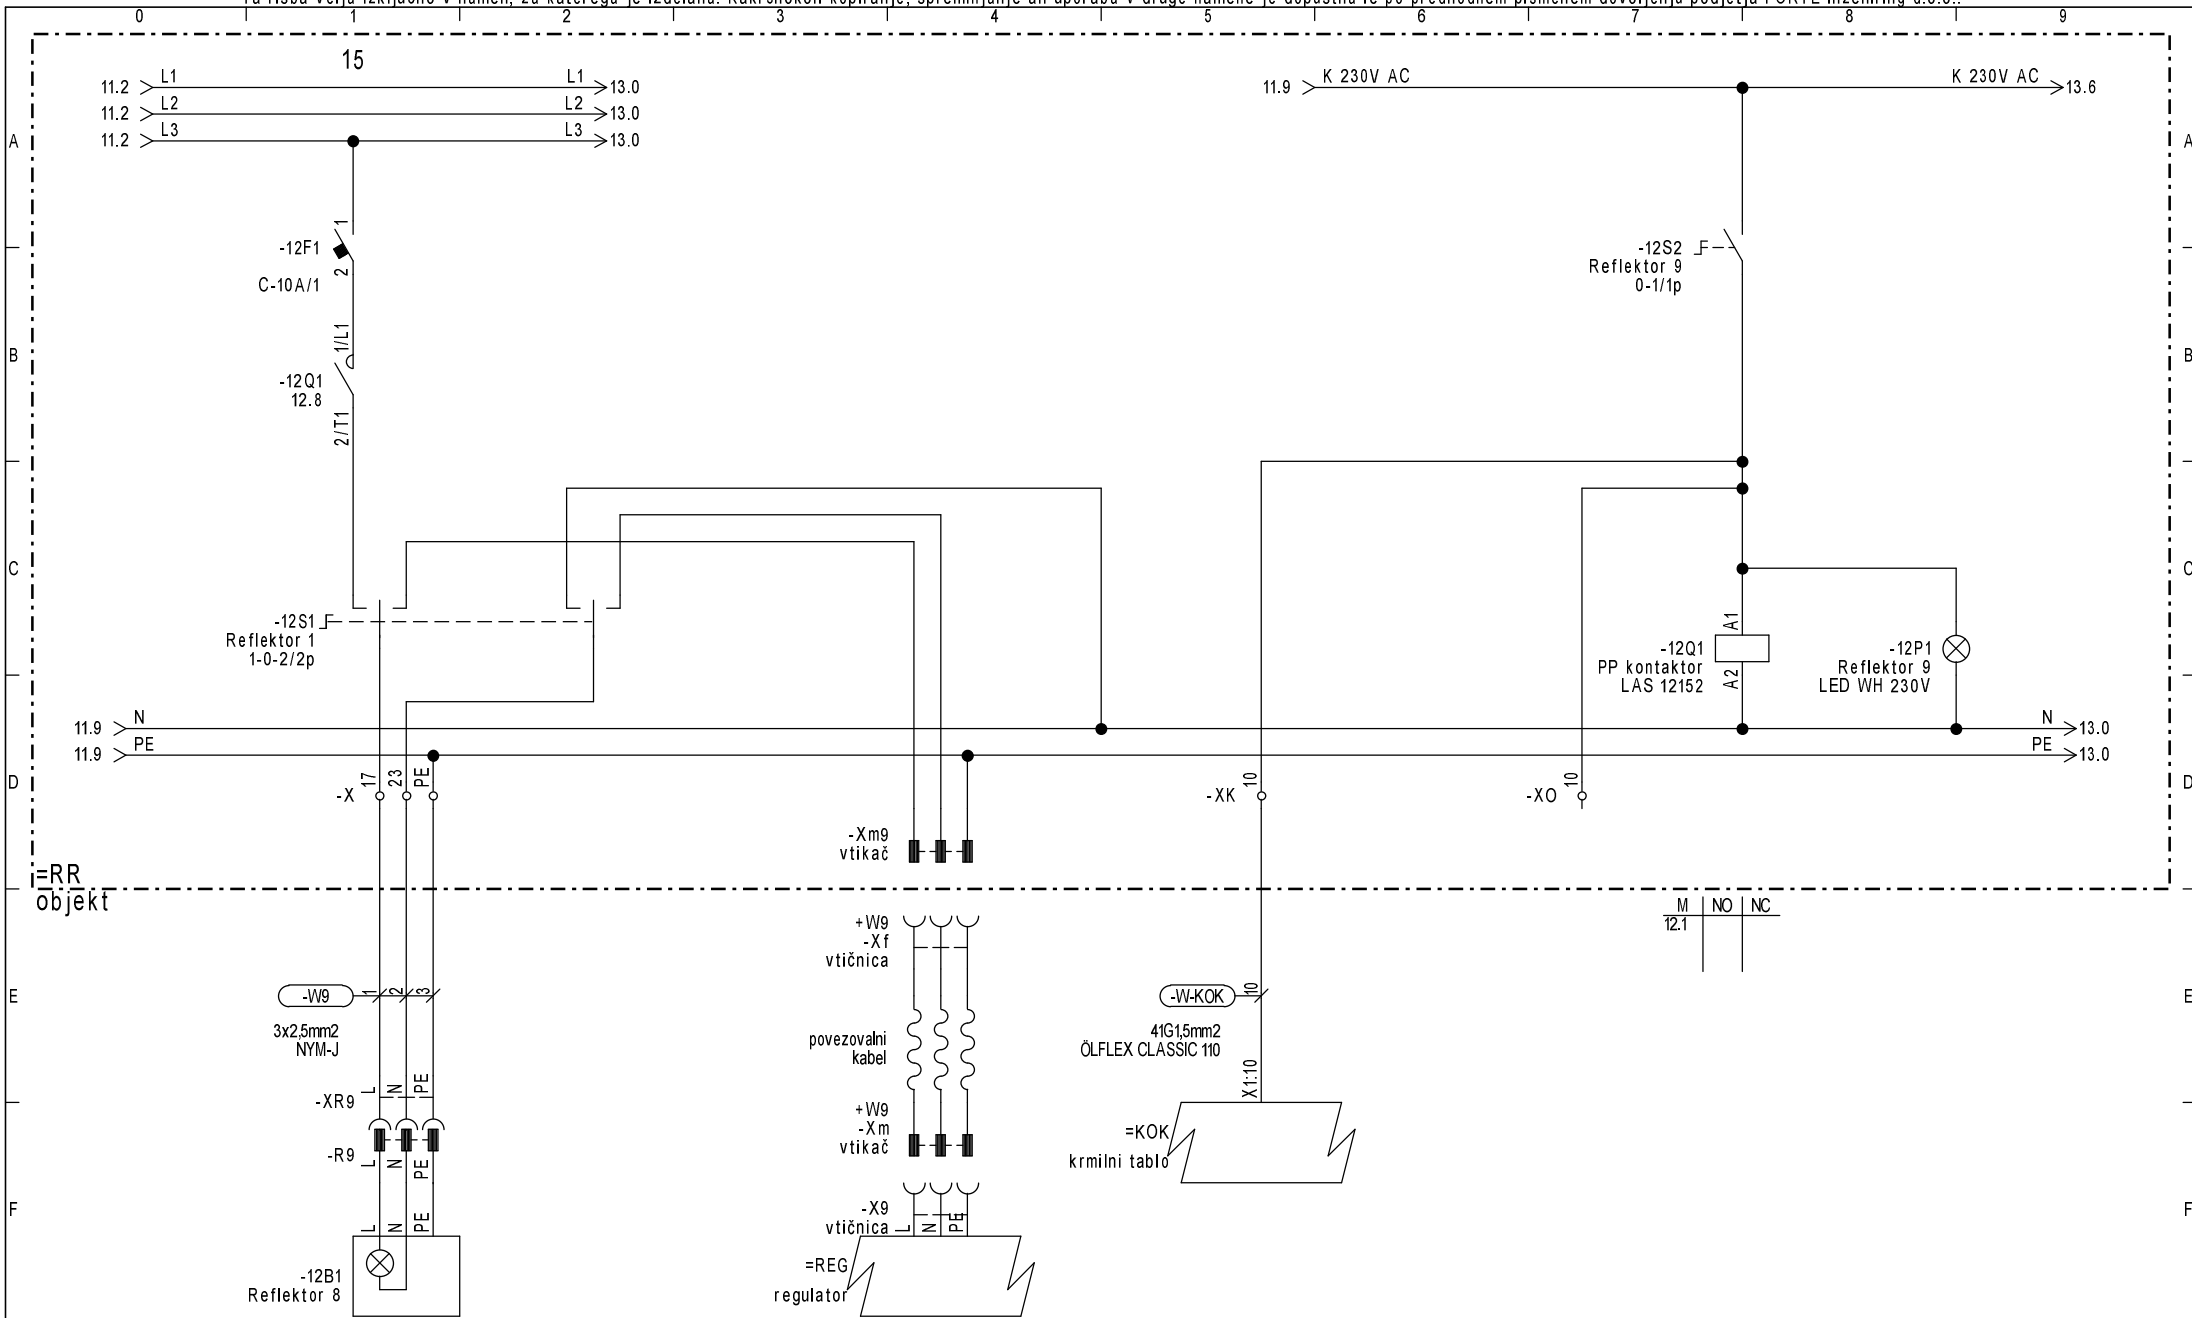 0 2 4 5 6 7 8 9
15
11.2 L1 L1 13.0
11.2 L2 L2 13.0
11.2 L3 L3 13.0
11.9 K 230V AC K 230V AC 13.6
A A
1
-12F1
2
C-10A/1
-12S2
Reflektor 9
0-1/1p
B B
1/L1
-12Q1
12.8
2/T1
C C
-12S1
Reflektor 1
1-0-2/2p
A1
-12Q1
PP kontaktor
LAS 12152
A2
-12P1
Reflektor 9
LED WH 230V
11.9 N N 13.0
11.9 PE PE 13.0
D D
-X 17 23 PE
-XK 10
-XO 10
-Xm9
vtikač
=RR
objekt
M NO NC
12.1
+W9
-Xf
vtičnica
E E
-W9 1 2 3
3x2,5mm2
NYM-J
-W-KOK 10
41G1,5mm2
ÖLFLEX CLASSIC 110
povezovalni
kabel
X1:10
-XR9 L N PE
+W9
-Xm
vtikač
=KOK
krmilni tablo
-R9 L N PE
F F
L N PE
-X9
vtičnica L N PE
-12B1
Reflektor 8
=REG
regulator